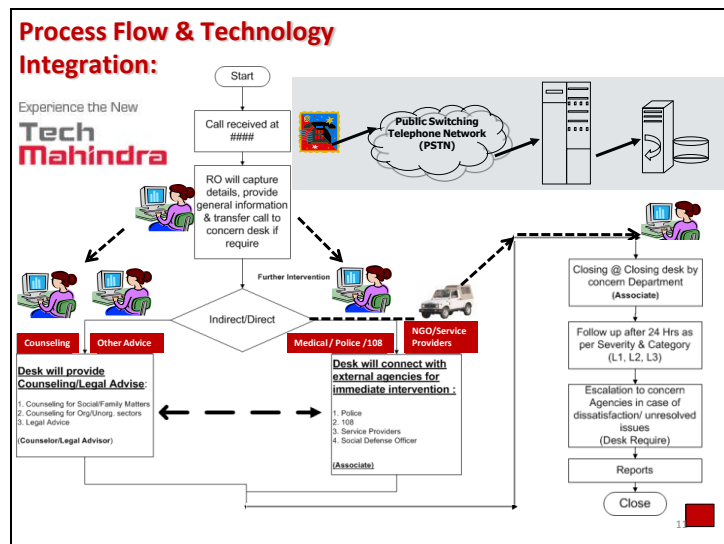 Process Flow & Technology
Integration:
Experience the New
Tech
Mahindra
Start
Call received at
####
Public Switching
Telephone Network
(PSTN)
RO will capture
details, provide
general information
& transfer call to
concern desk if
require
Further Intervention
Indirect/Direct
Counseling
Other Advice
Medical / Police /108
NGO/Service
Providers
Desk will provide
Counseling/Legal Advise:
1. Counseling for Social/Family Matters
2. Counseling for Org/Unorg. sectors
3. Legal Advice
(Counselor/Legal Advisor)
Desk will connect with
external agencies for
immediate intervention :
1. Police
2. 108
3. Service Providers
4. Social Defense Officer
(Associate)
Closing @ Closing desk by
concern Department
(Associate)
Follow up after 24 Hrs as
per Severity & Category
(L1, L2, L3)
Escalation to concern
Agencies in case of
dissatisfaction/ unresolved
issues
(Desk Require)
Reports
Close